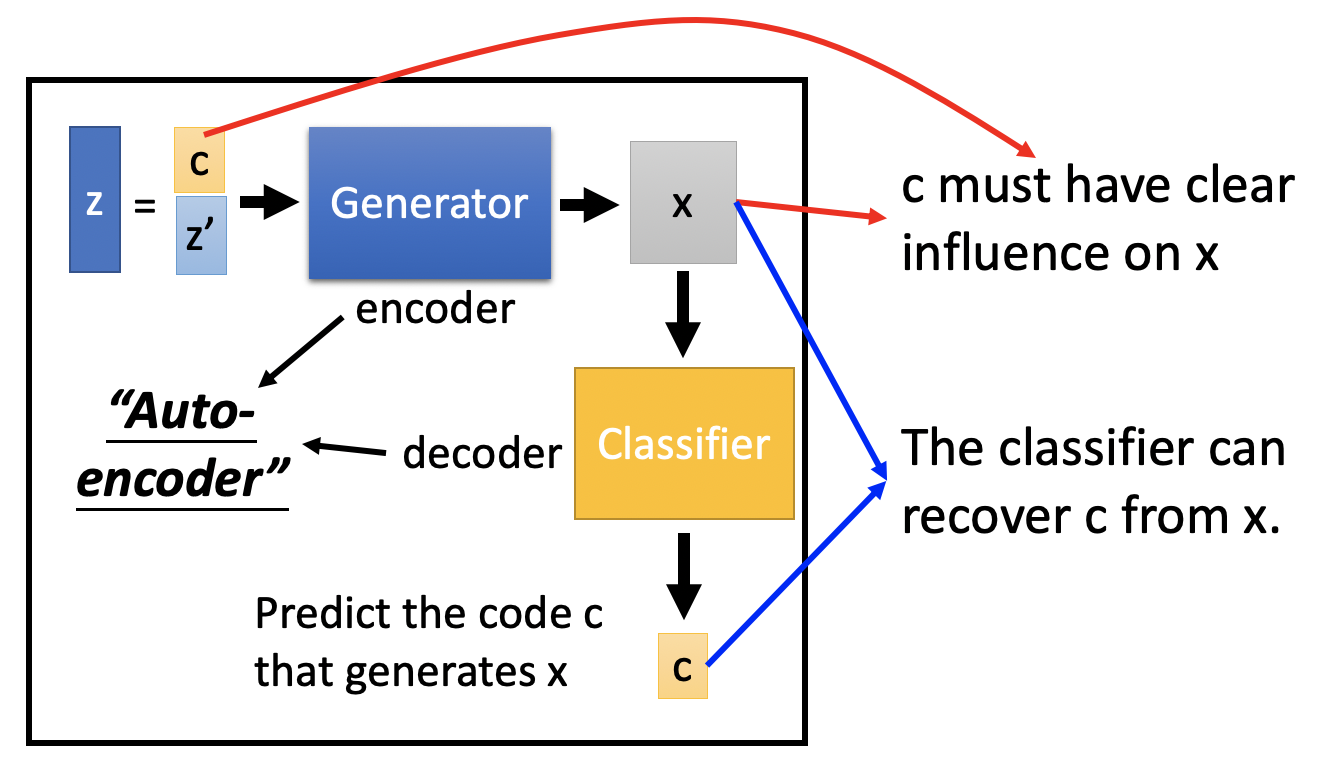 z
=
c
z’
Generator
x
c must have clear
influence on x
encoder
“Auto-
encoder”
decoder
Classifier
The classifier can
recover c from x.
Predict the code c
that generates x
c